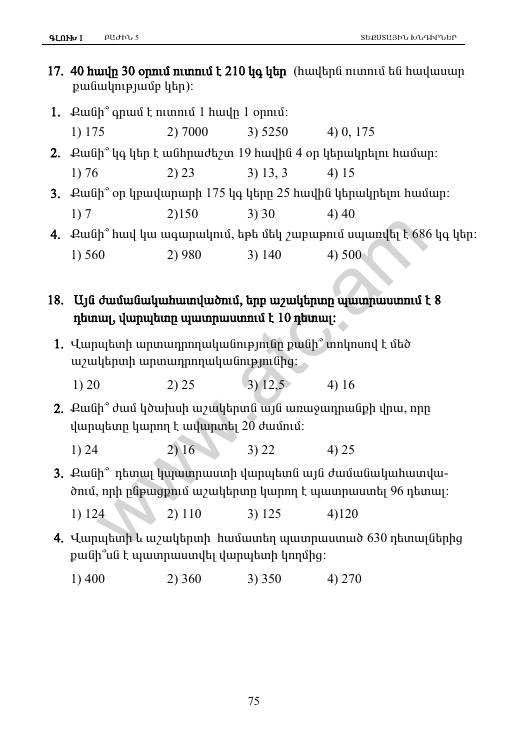 ԳԼՈՒԽ 1 ԲԱԺԻՆ 5 ՏԵՔՍՏԱՅԻՆ ԽՆԴԻՐՆԵՐ
17. 40 հավը 30 օրում ուտում է 210 կգ կեր (հավերն ուտում են հավասար
քանակությամբ կեր):
1. Քանի՞ գրամ է ուտում 1 հավը 1 օրում:
1) 175 2) 7000 3) 5250 4) 0, 175
2. Քանի՞ կգ կեր է անհրաժեշտ 19 հավին 4 օր կերակրելու համար:
1) 76 2) 23 3) 13, 3 4) 15
3. Քանի՞ օր կբավարարի 175 կգ կերը 25 հավին կերակրելու համար:
1) 7 2)150 3) 30 4) 40
4. Քանի՞ հավ կա ագարակում, եթե մեկ շաբաթում սպառվել է 686 կգ կեր:
1) 560 2) 980 3) 140 4) 500
18. Այն ժամանակահատվածում, երբ աշակերտը պատրաստում է 8
դետալ, վարպետը պատրաստում է 10 դետալ:
1. Վարպետի արտադրողականությունը քանի՞ տոկոսով է մեծ
աշակերտի արտադրողականությունից:
1) 20 2) 25 3) 12,5 4) 16
2. Քանի՞ ժամ կծախսի աշակերտն այն առաջադրանքի վրա, որը
վարպետը կարող է ավարտել 20 ժամում:
1) 24 2) 16 3) 22 4) 25
3. Քանի՞ դետալ կպատրաստի վարպետն այն ժամանակահատվա-
ծում, որի ընթացքում աշակերտը կարող է պատրաստել 96 դետալ:
1) 124 2) 110 3) 125 4)120
4. Վարպետի և աշակերտի համատեղ պատրաստած 630 դետալներից
քանի՞սն է պատրաստվել վարպետի կողմից:
1) 400 2) 360 3) 350 4) 270
www.atc.am
75